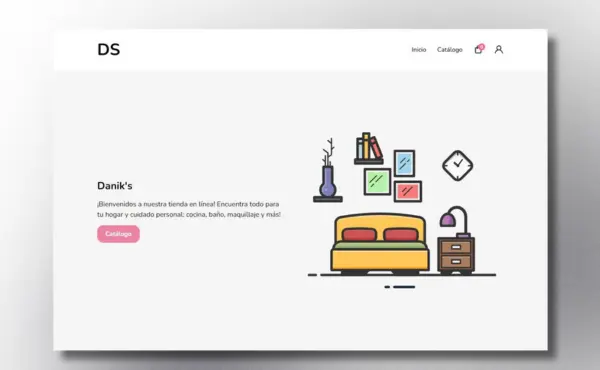 DS
Inicio Catálogo
Danik's
¡Bienvenidos a nuestra tienda en línea! Encuentra todo para
tu hogar y cuidado personal; cocina, baño, maquillaje y más!
Catálogo